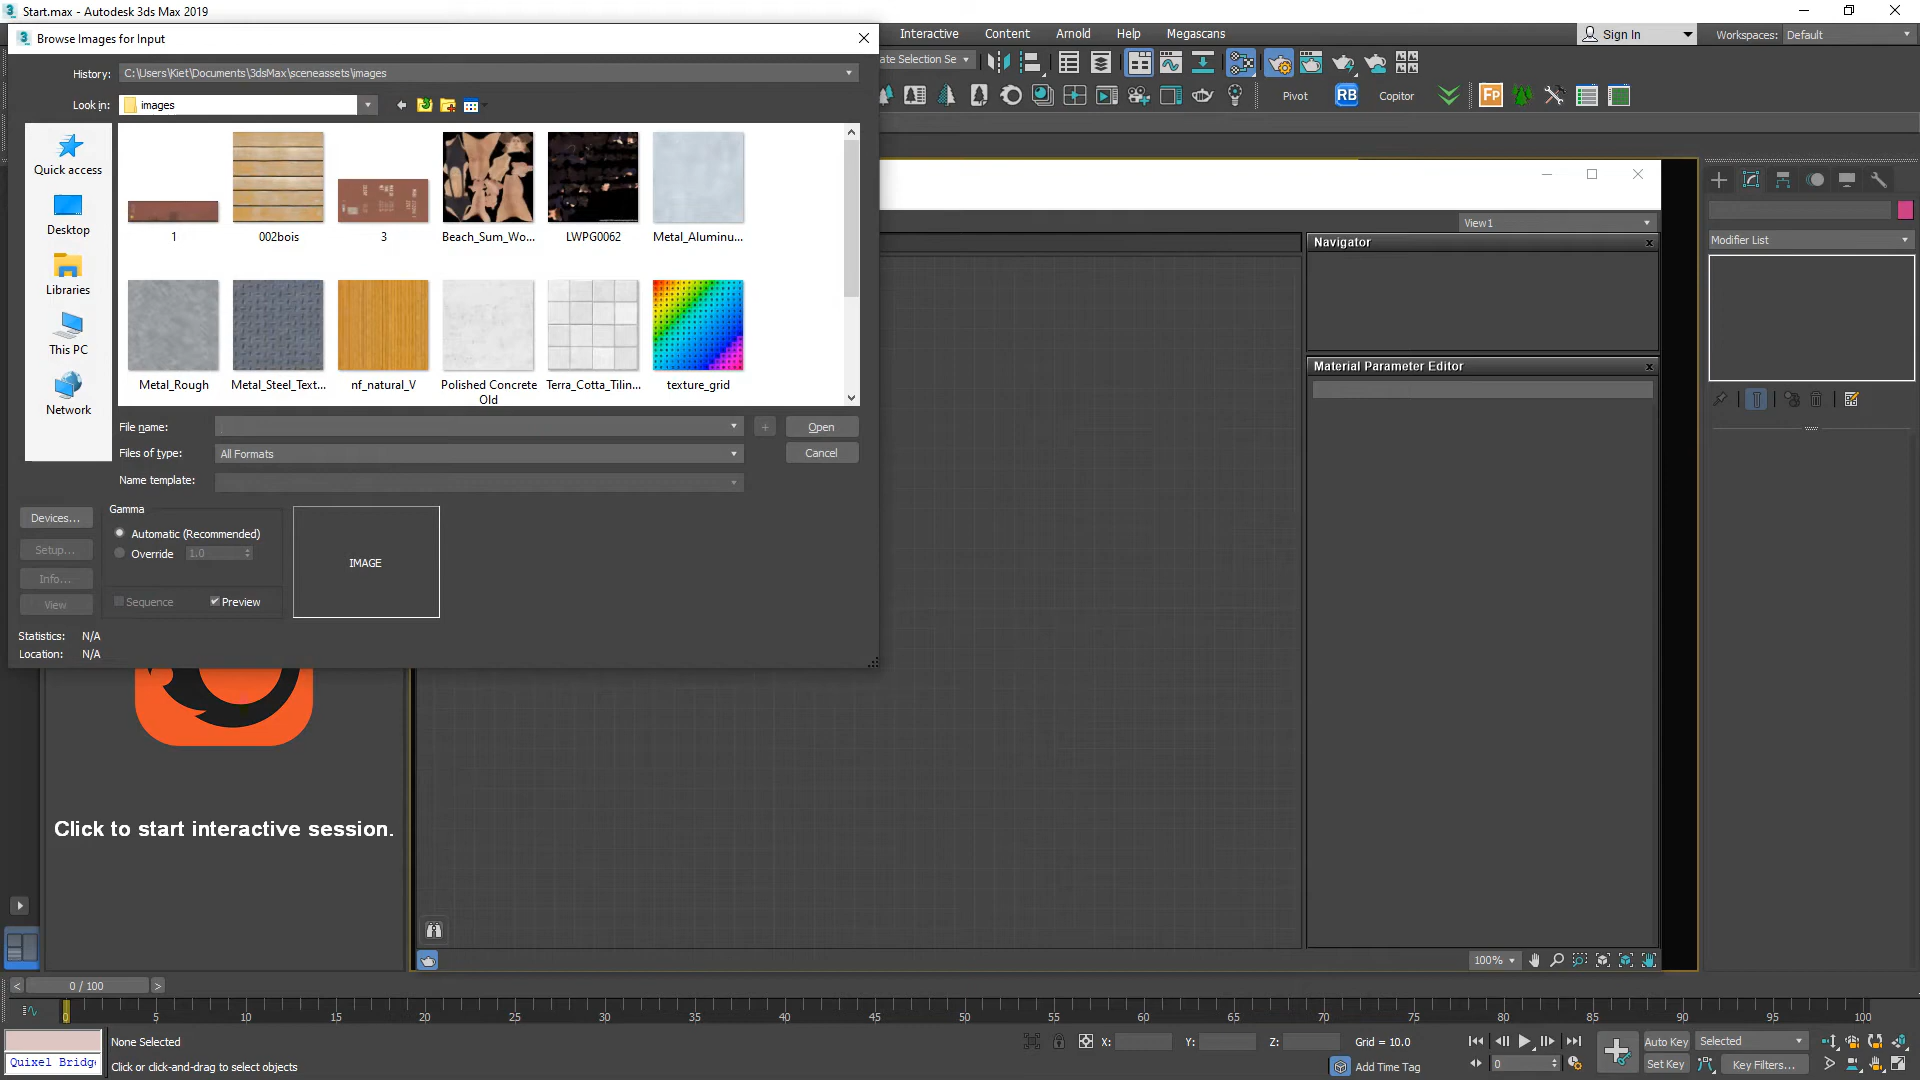 Start.max - Autodesk 3ds Max 2019
Browse Images for Input
Interactive
Content
Arnold
Help
Megascans
Sign In
Workspaces: Default
History: C:\Users\Kiet\Documents\3dsMax\sceneassets\images
ate Selection Se
Look in: images
Pivot
RB
Copitor
Fp
Quick access
Desktop
Libraries
This PC
Network
1
002bois
3
Beach_Sum_Wo...
LWPG0062
Metal_Aluminu...
Metal_Rough
Metal_Steel_Text...
nf_natural_V
Polished Concrete Old
Terra_Cotta_Tilin...
texture_grid
View1
Navigator
Material Parameter Editor
Modifier List
File name:
Open
Files of type: All Formats
Cancel
Name template:
Devices...
Setup...
Info...
View
Gamma
Automatic (Recommended)
Override 1.0
Sequence
Preview
IMAGE
Statistics: N/A
Location: N/A
Click to start interactive session.
100%
< 0 / 100 >
0 5 10 15 20 25 30 35 40 45 50 55 60 65 70 75 80 85 90 95 100
None Selected
X:
Y:
Z:
Grid = 10.0
Auto Key
Selected
Quixel Bridg
Click or click-and-drag to select objects
Add Time Tag
0
Set Key
Key Filters...